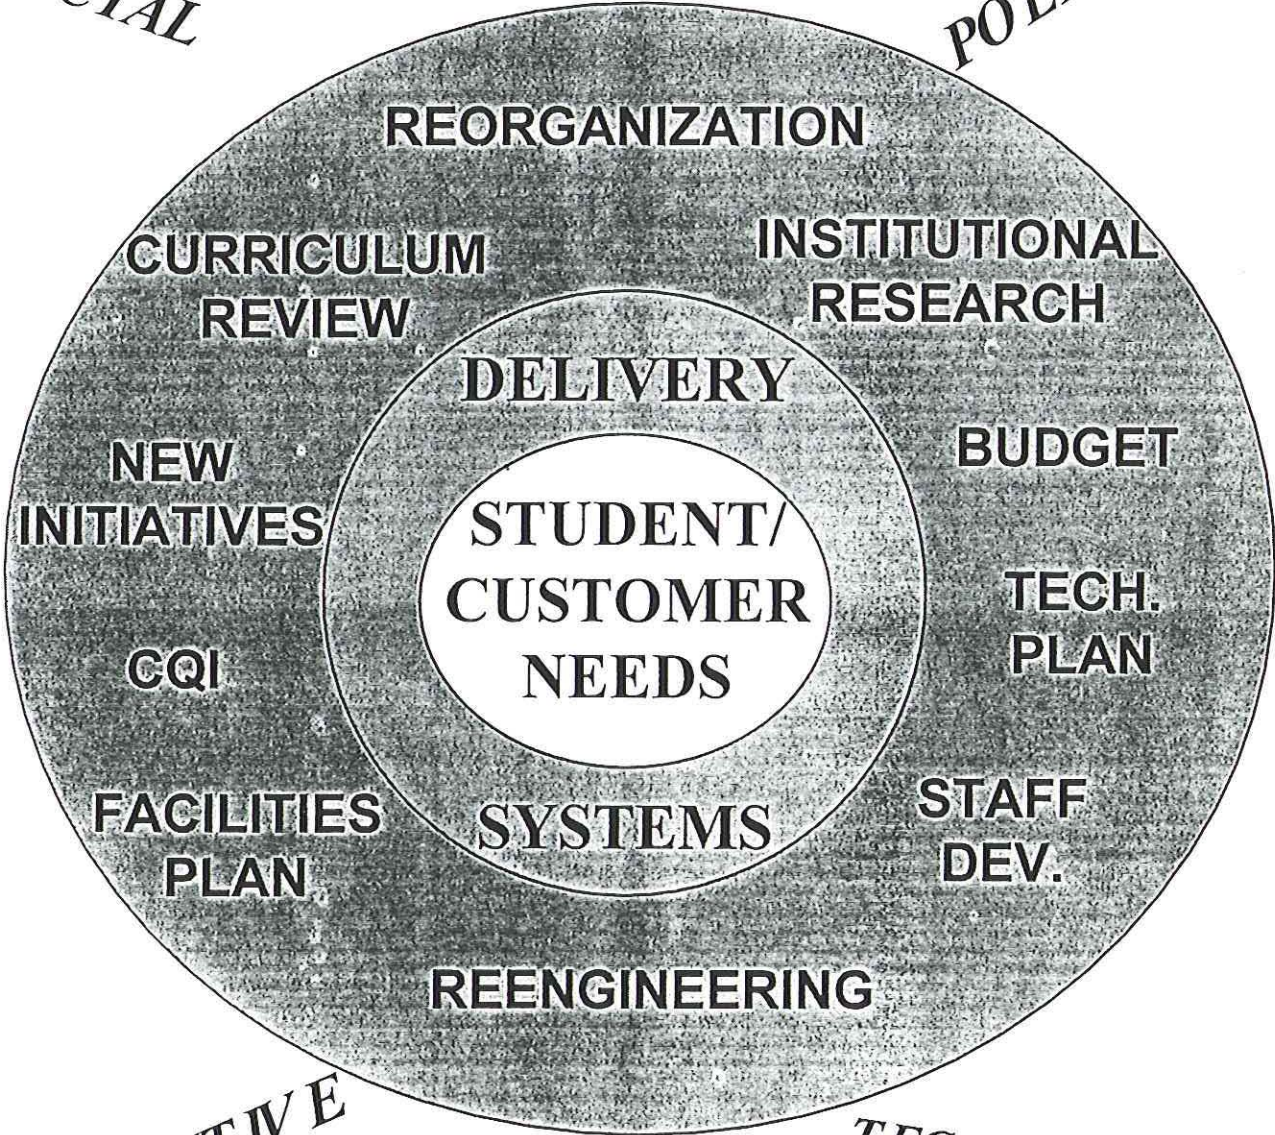 REORGANIZATION
CURRICULUM
REVIEW
INSTITUTIONAL
RESEARCH
DELIVERY
NEW
INITIATIVES
BUDGET
STUDENT/
CUSTOMER
NEEDS
TECH.
PLAN
CQI
FACILITIES
PLAN
SYSTEMS
STAFF
DEV.
REENGINEERING